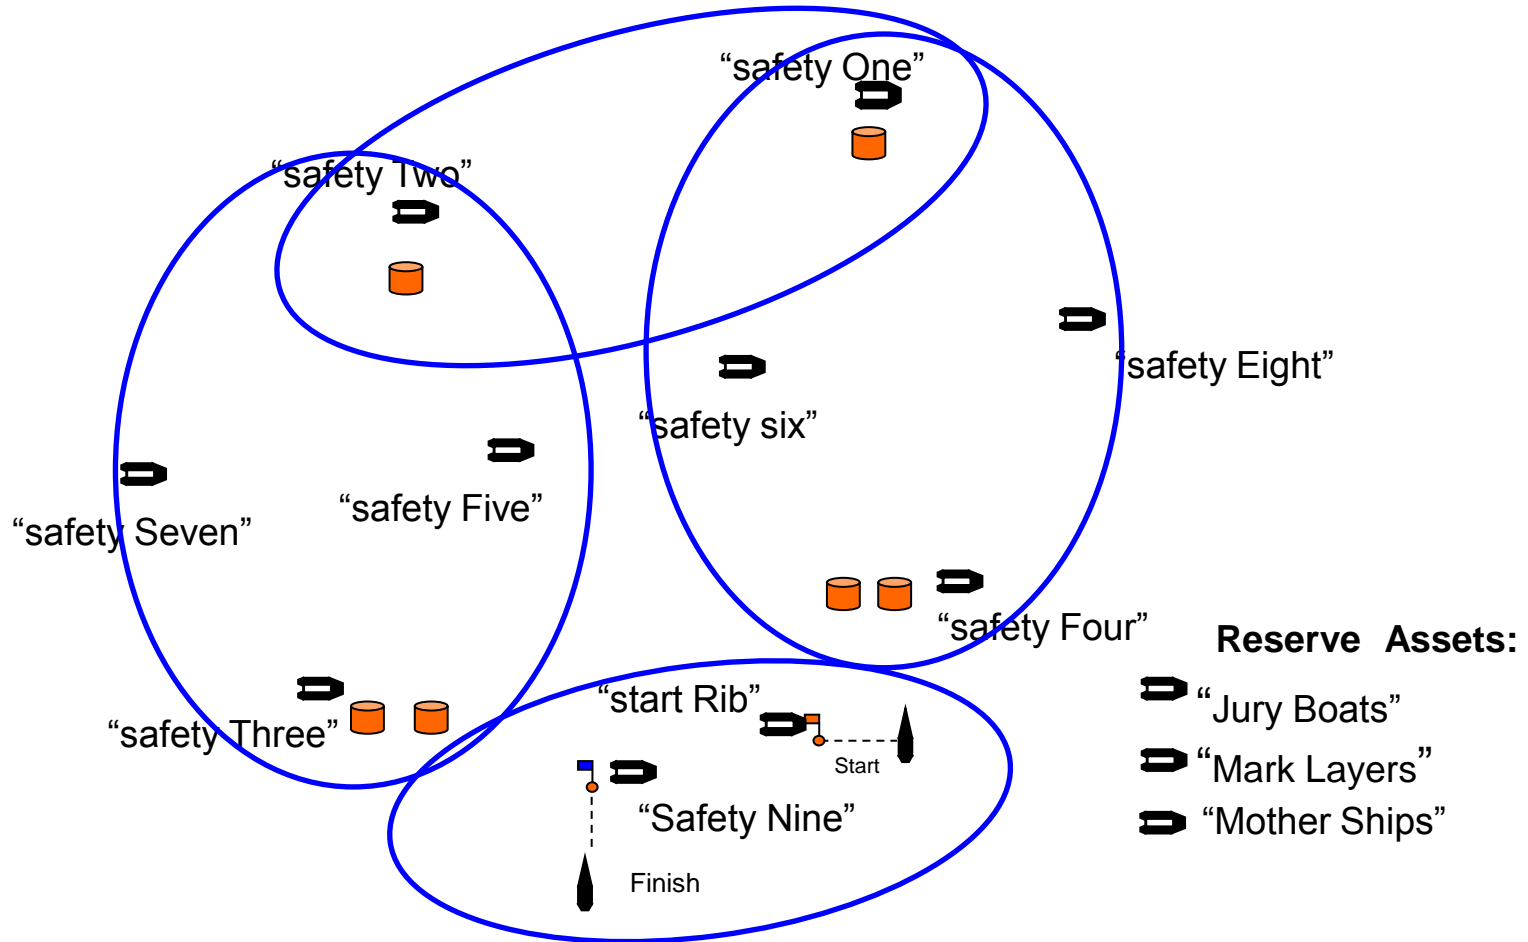 “safety One”
“safety Two”
“safety Eight”
“safety six”
“safety Five”
“safety Seven”
“safety Four”
Reserve Assets:
“start Rib”
“Jury Boats”
“safety Three”
Start
“Mark Layers”
“Safety Nine”
“Mother Ships”
Finish